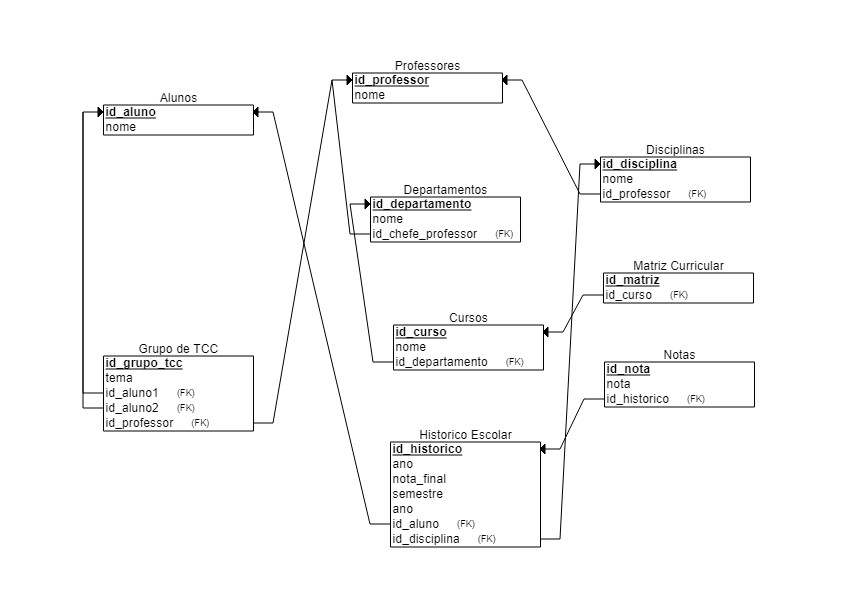 Professores
id_professor
nome
Alunos
id_aluno
nome
Disciplinas
id_disciplina
nome
id_professor (FK)
Departamentos
id_departamento
nome
id_chefe_professor (FK)
Matriz Curricular
id_matriz
id_curso (FK)
Cursos
id_curso
nome
id_departamento (FK)
Grupo de TCC
id_grupo_tcc
tema
id_aluno1 (FK)
id_aluno2 (FK)
id_professor (FK)
Notas
id_nota
nota
id_historico (FK)
Historico Escolar
id_historico
ano
nota_final
semestre
ano
id_aluno (FK)
id_disciplina (FK)